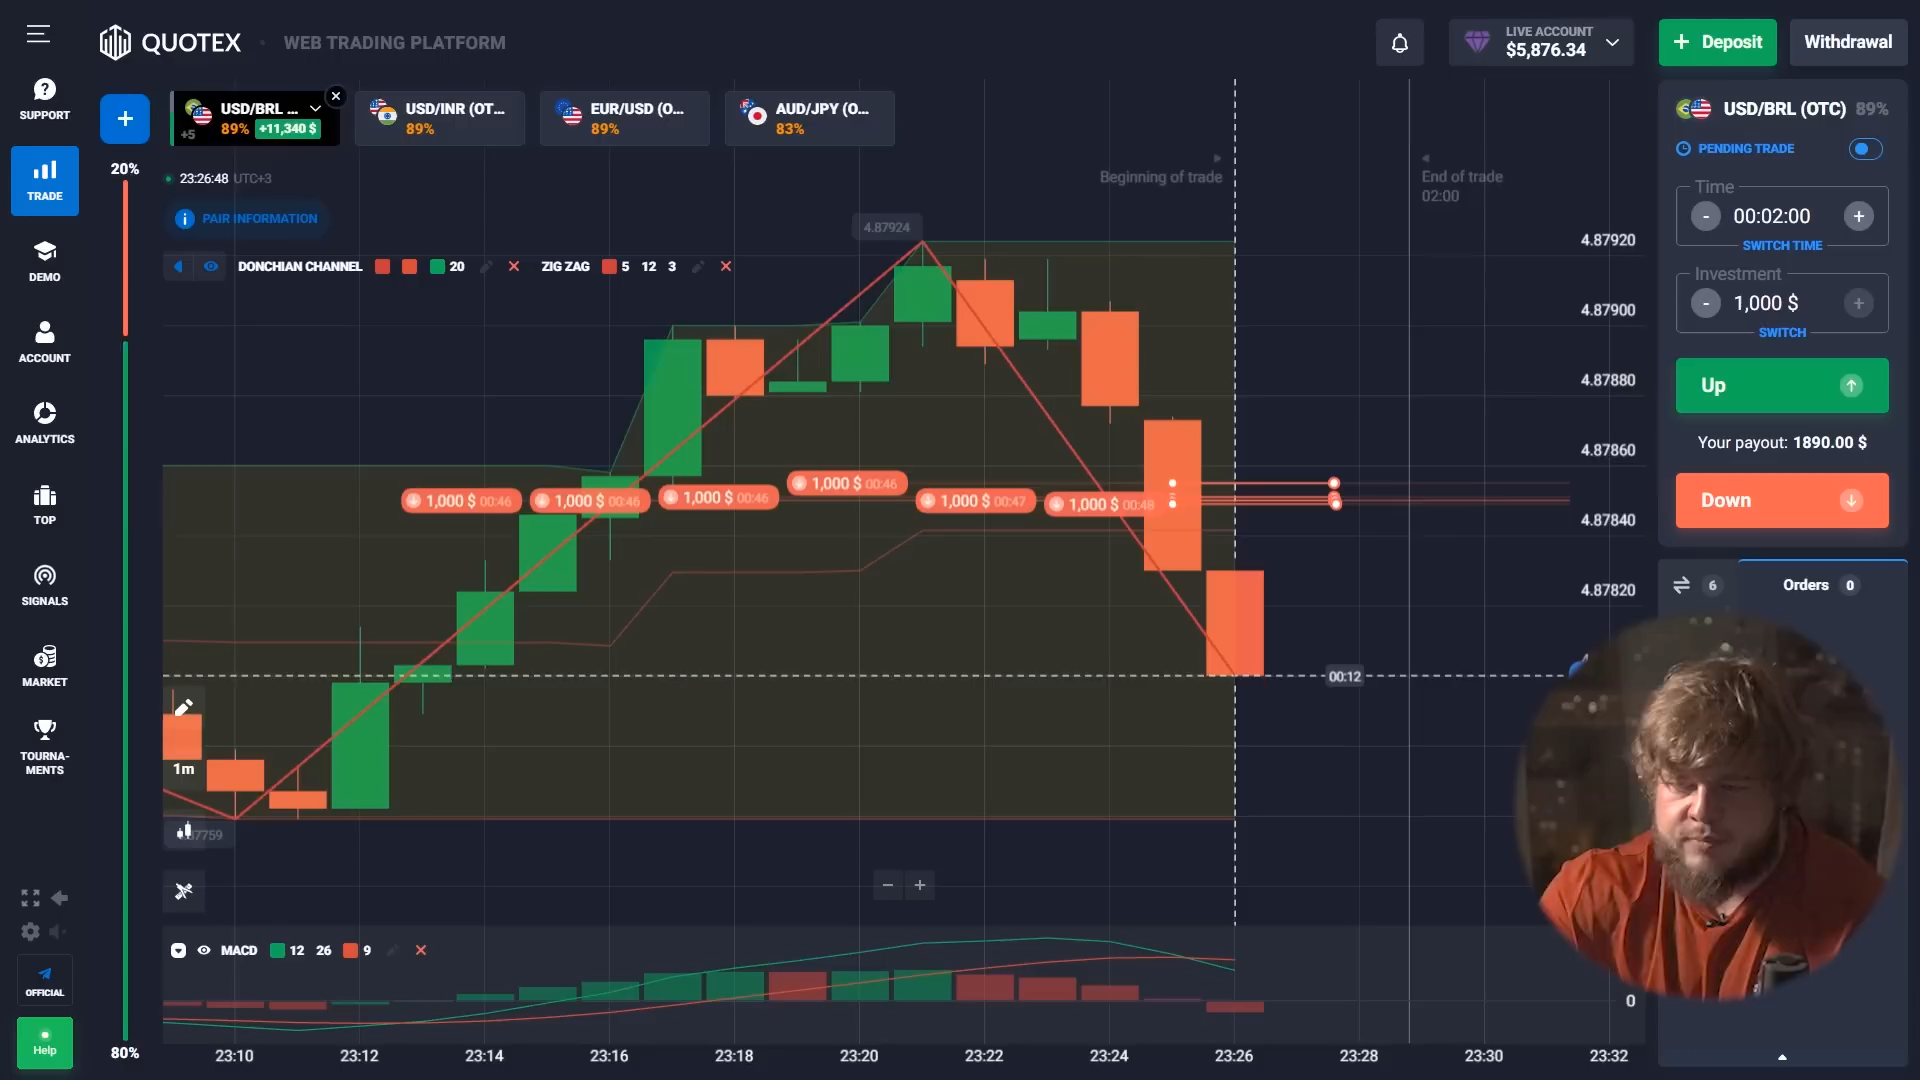 QUOTEX
WEB TRADING PLATFORM
LIVE ACCOUNT
$5,876.34
+ Deposit
Withdrawal
SUPPORT
TRADE
DEMO
ACCOUNT
ANALYTICS
TOP
SIGNALS
MARKET
TOURNA-
MENTS
OFFICIAL
Help
+
20%
80%
USD/BRL ...
+5
89% +11,340 $
USD/INR (OT...
89%
EUR/USD (O...
89%
AUD/JPY (O...
83%
23:26:48 UTC+3
PAIR INFORMATION
DONCHIAN CHANNEL 20
ZIG ZAG 5 12 3
Beginning of trade
End of trade
02:00
4.87924
4.87920
4.87900
4.87880
4.87860
4.87840
4.87820
1,000 $ 00:46
1,000 $ 00:46
1,000 $ 00:46
1,000 $ 00:46
1,000 $ 00:47
1,000 $ 00:48
00:12
1m
− +
MACD 12 26 9
0
23:10 23:12 23:14 23:16 23:18 23:20 23:22 23:24 23:26 23:28 23:30 23:32
USD/BRL (OTC) 89%
PENDING TRADE
Time
- 00:02:00 +
SWITCH TIME
Investment
- 1,000 $ +
SWITCH
Up
Your payout: 1890.00 $
Down
6
Orders 0